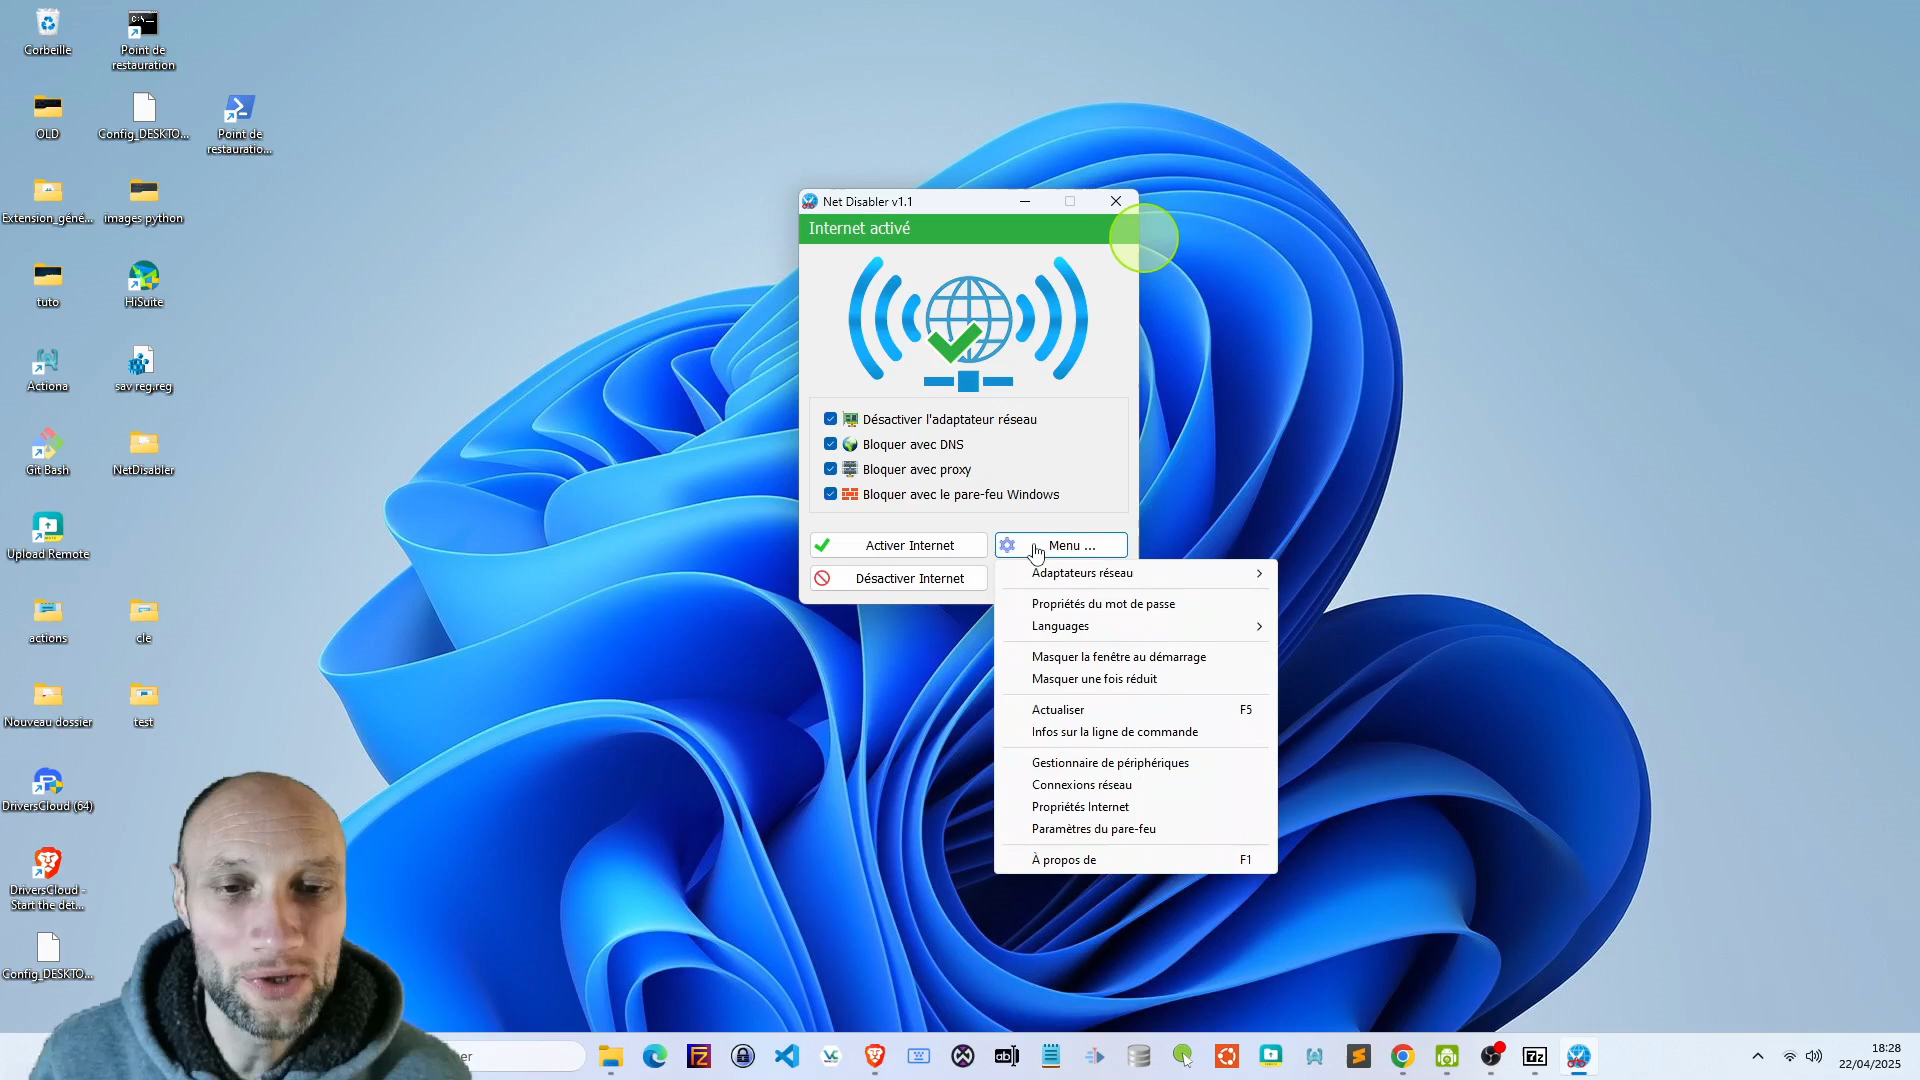 Corbeille
Point de
restauration
OLD
Config_DESKTO...
Point de
restauratio...
Extension_géné...
images python
tuto
HiSuite
Actiona
sav reg.reg
Git Bash
NetDisabler
Upload Remote
actions
cle
Nouveau dossier
test
DriversCloud (64)
DriversCloud -
Start the det...
Config_DESKTO...
Net Disabler v1.1
Internet activé
Désactiver l'adaptateur réseau
Bloquer avec DNS
Bloquer avec proxy
Bloquer avec le pare-feu Windows
Activer Internet
Menu ...
Désactiver Internet
Adaptateurs réseau
Propriétés du mot de passe
Languages
Masquer la fenêtre au démarrage
Masquer une fois réduit
Actualiser F5
Infos sur la ligne de commande
Gestionnaire de périphériques
Connexions réseau
Propriétés Internet
Paramètres du pare-feu
À propos de F1
18:28
22/04/2025